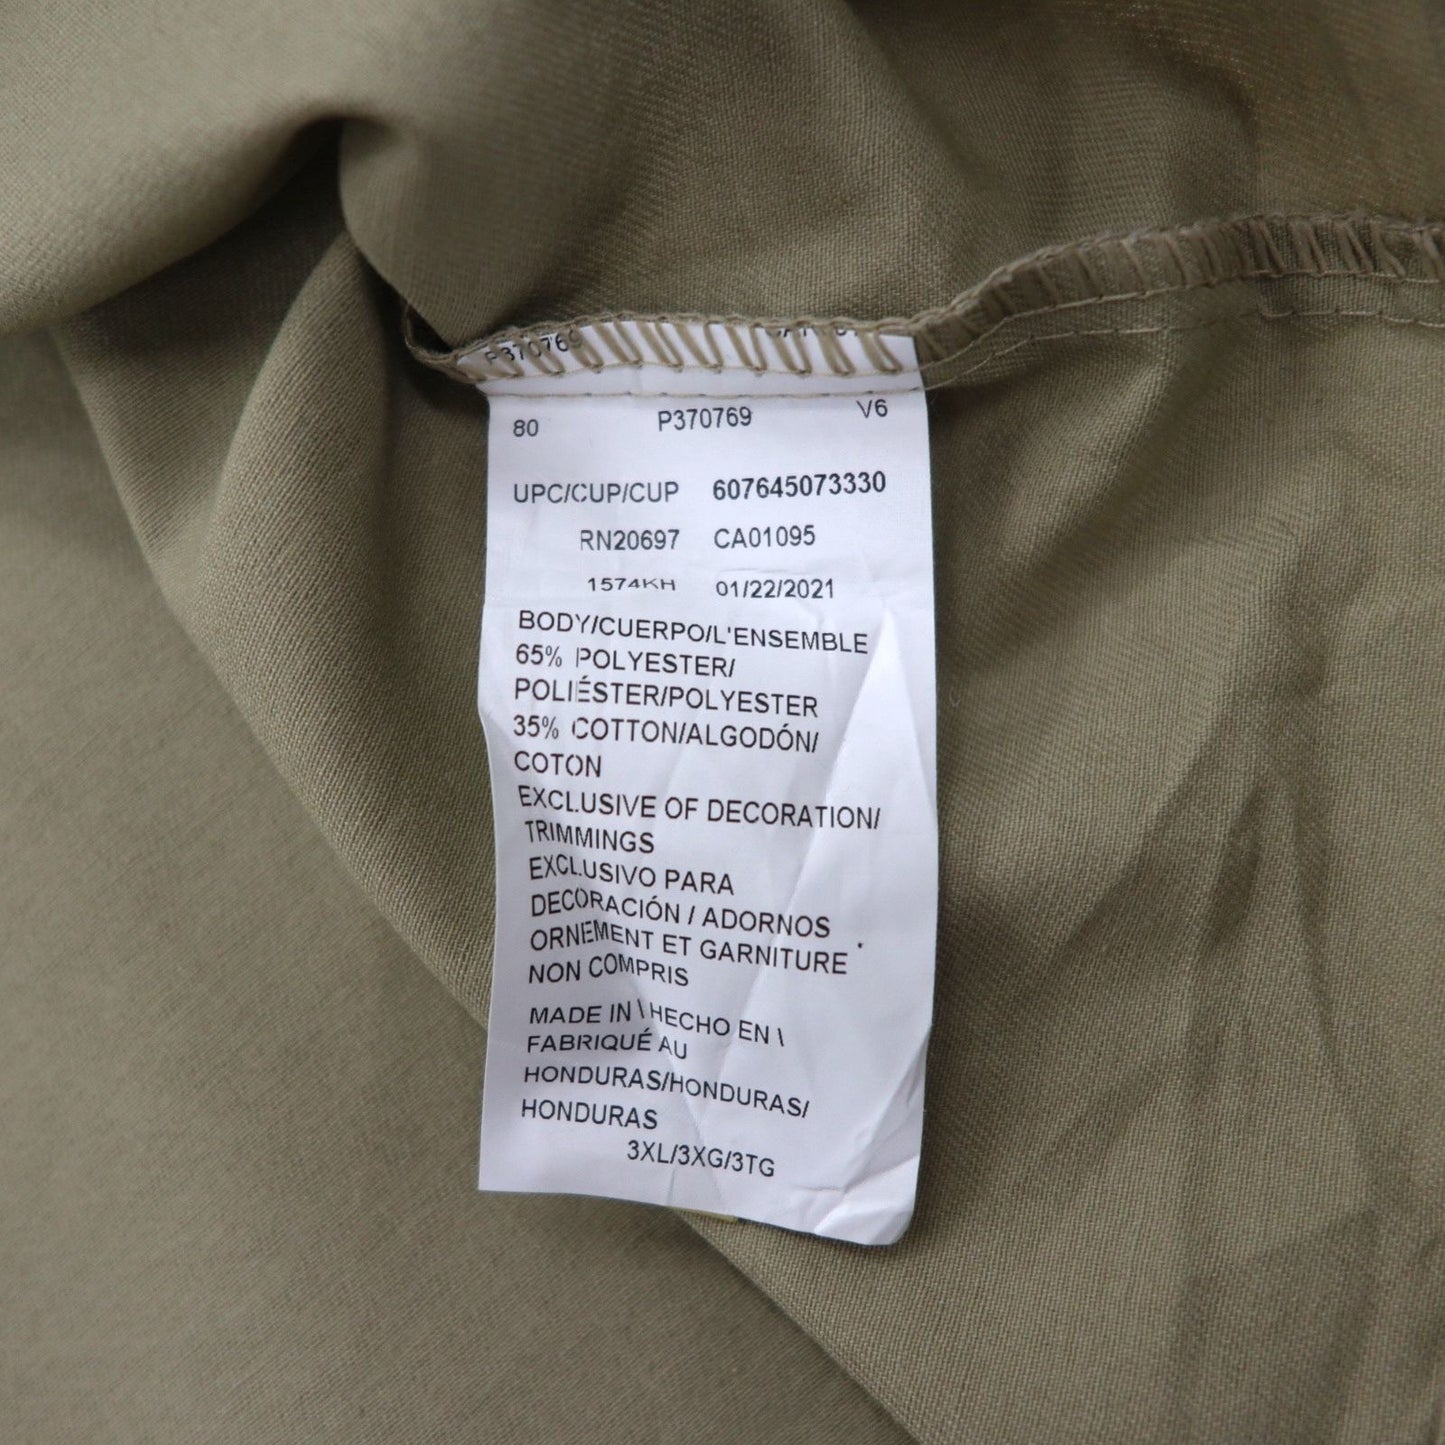 P370769
80 P370769 V6
UPC/CUP/CUP 607645073330
RN20697 CA01095
1574KH 01/22/2021
BODY/CUERPO/L'ENSEMBLE
65% POLYESTER/
POLIÉSTER/POLYESTER
35% COTTON/ALGODÓN/
COTON
EXCLUSIVE OF DECORATION/
TRIMMINGS
EXCLUSIVO PARA
DECORACIÓN / ADORNOS
ORNEMENT ET GARNITURE
NON COMPRIS
MADE IN \ HECHO EN \
FABRIQUÉ AU
HONDURAS/HONDURAS/
HONDURAS
3XL/3XG/3TG